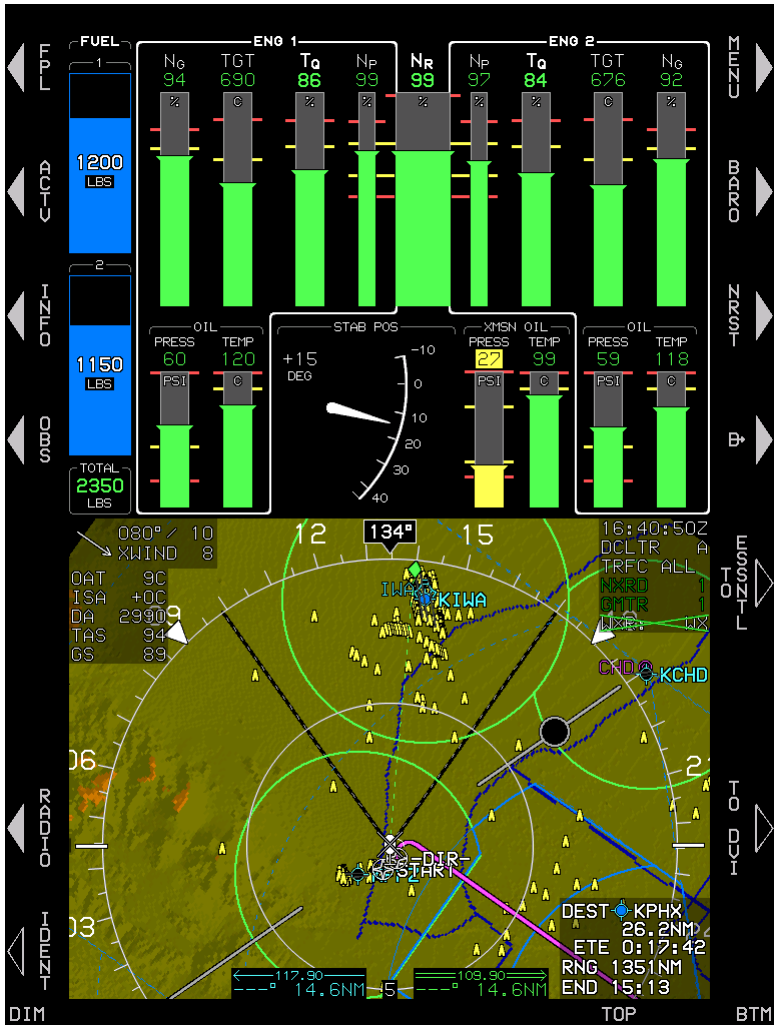 FUEL
ENG 1
ENG 2
1
NG TGT TQ NP NR NP TQ TGT NG
94 690 86 99 99 97 84 676 92
% C % % % % % C %
FPL
MENU
1200
LBS
ACTV
BARO
2
INFO
NRST
1150
LBS
OBS
TOTAL
2350
LBS
OIL
PRESS TEMP
60 120
PSI C
STAB POS
+15
DEG
-10
0
10
20
30
40
XMSN OIL
PRESS TEMP
27 99
PSI C
OIL
PRESS TEMP
59 118
PSI C
080° / 10
XWIND 8
12
134°
15
16:40:50Z
DCLTR A
TRFC ALL
NXRD 1
GMTR 1
WXR: WX
ESSNTL
TO
OAT 9C
ISA +0C
DA 2990
TAS 94
GS 89
09
IWA
KIWA
CHD
KCHD
06
21
RADIO
TO DVI
-DIR-
START
03
24
IDENT
DEST KPHX
26.2NM
ETE 0:17:42
RNG 1351NM
END 15:13
117.90
---° 14.6NM
15
109.90
---° 14.6NM
DIM
TOP
BTM